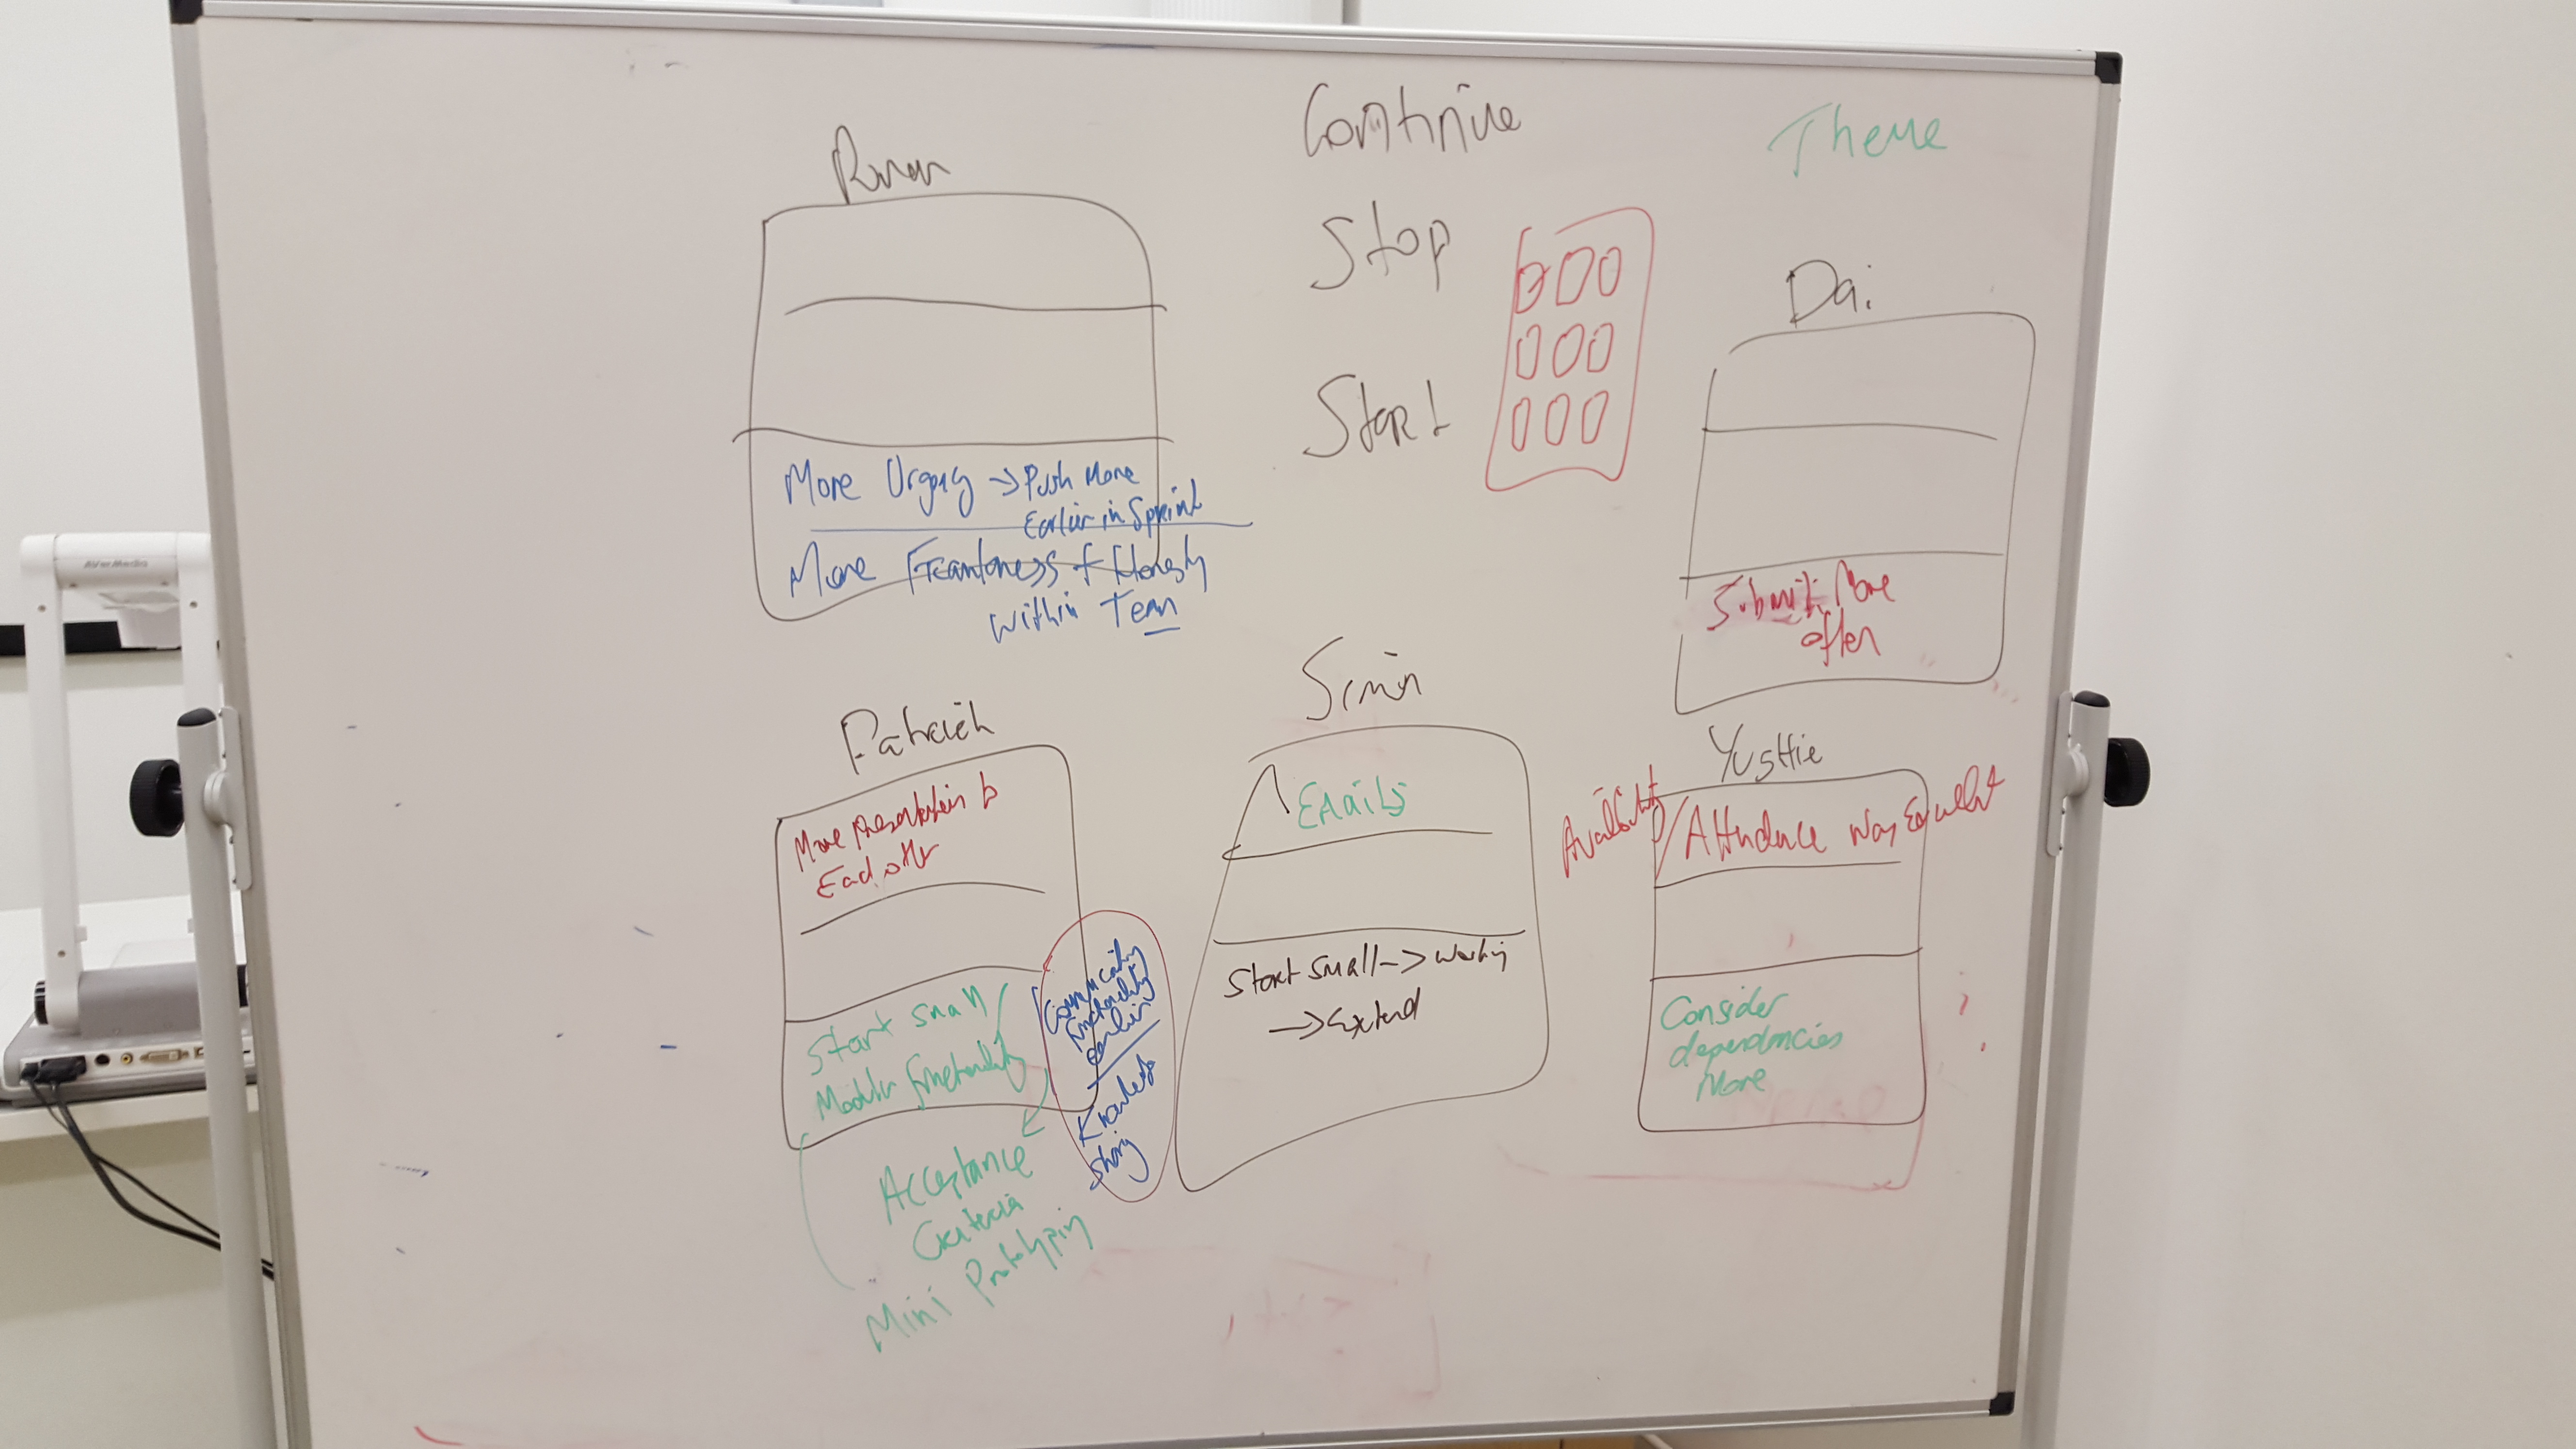 Continue
Theme
Stop
Dai
Start
More Urgency → Push More
Earlier in Sprint
More Frankness + Honesty
within Team
Submit More
often
Simon
Patrick
Yusttie
Emails
More presentation to
Each other
Availability / Attendance was Excellent
Start small → working
→ extend
Start small
Modular functionality
Communicating
functionality
earlier
Knowledge
sharing
Consider
dependencies
More
Acceptance
Criteria
Mini Prototyping
AVerMedia